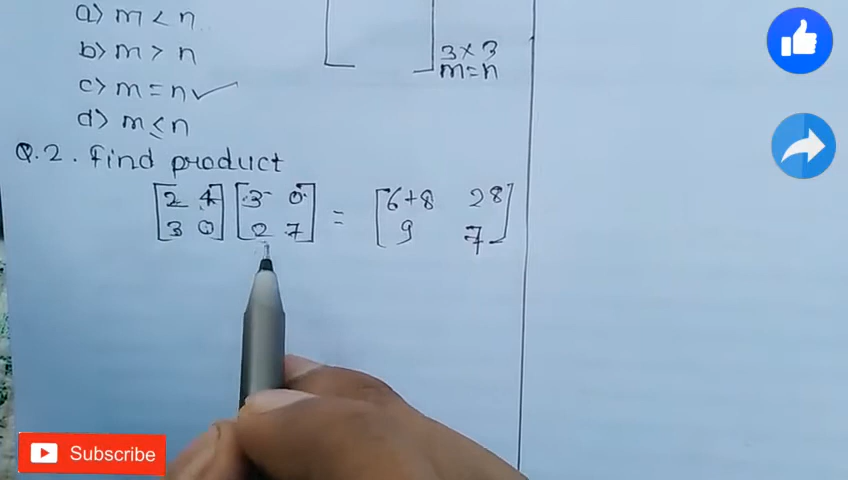 a) m < n
b) m > n
3 × 3
m = n
c) m = n ✓
d) m ≤ n
Q.2. Find product
[2 4] [3 0] = [6+8 28]
[3 0] [2 7] [9 7]
Subscribe